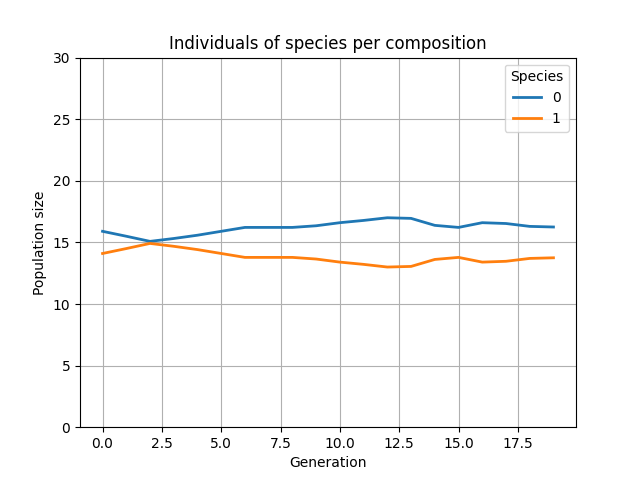 Individuals of species per composition
30
25
20
15
10
5
0
Population size
Species
0
1
0.0 2.5 5.0 7.5 10.0 12.5 15.0 17.5
Generation